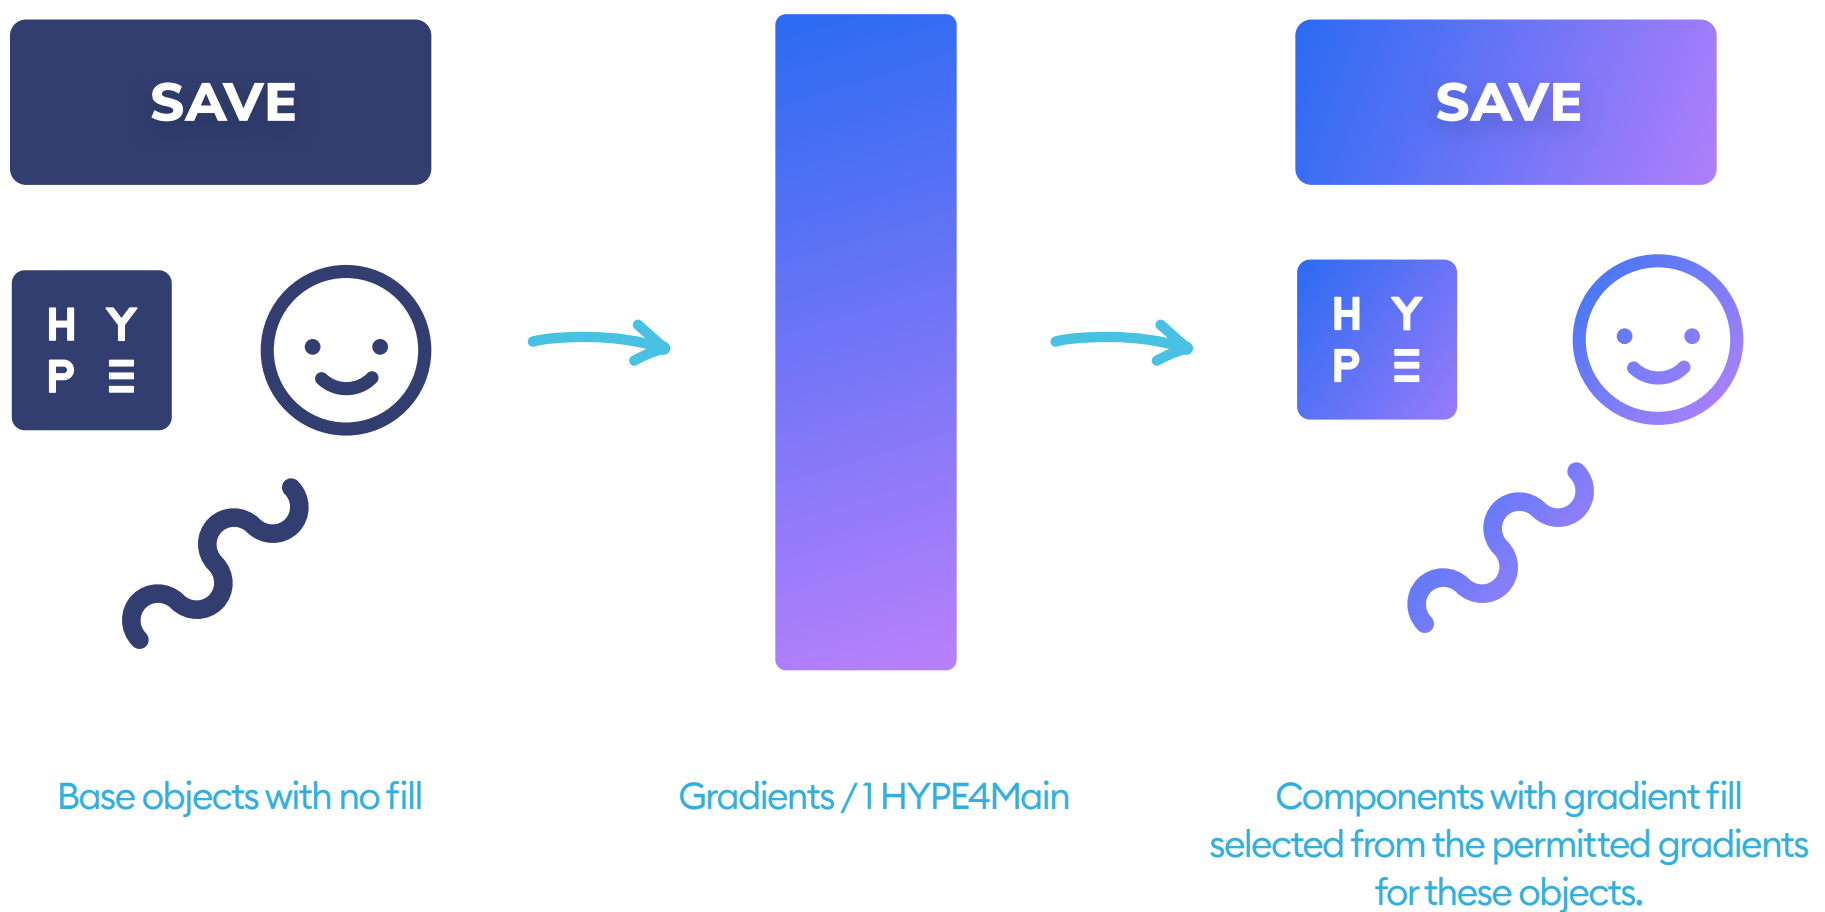 SAVE
H Y
P E
Base objects with no fill
Gradients / 1 HYPE4Main
SAVE
H Y
P E
Components with gradient fill
selected from the permitted gradients
for these objects.